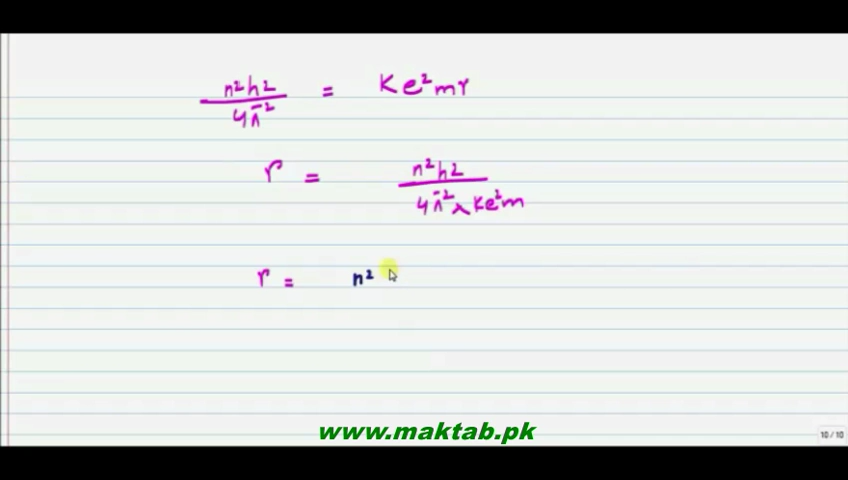 n²h² / 4π² = Ke²mr
r = n²h² / 4π² × Ke²m
r = n²
www.maktab.pk
10 / 10